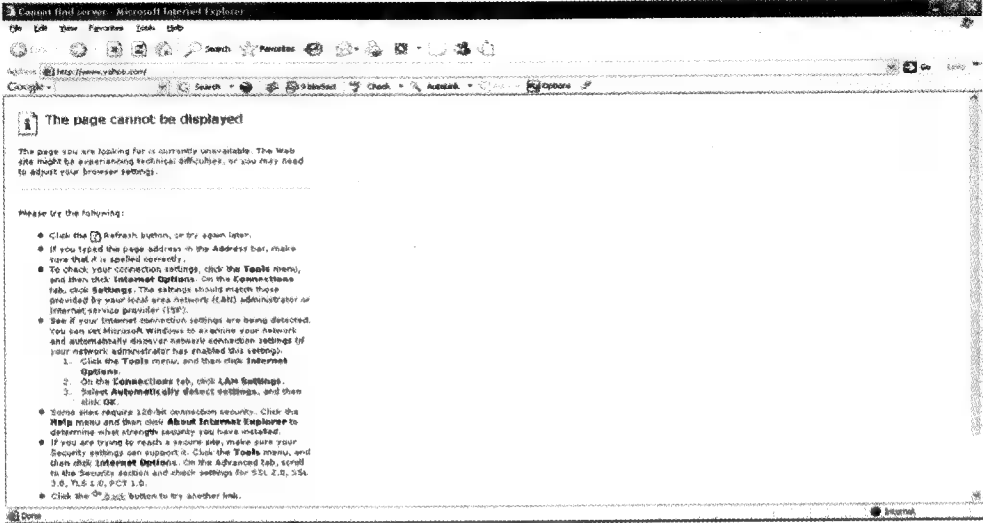 Cannot find server - Microsoft Internet Explorer
File Edit View Favorites Tools Help
Search Favorites
Address http://www.yahoo.com/ Go Links
Google Search 9 blocked Check AutoLink Options
The page cannot be displayed
The page you are looking for is currently unavailable. The Web
site might be experiencing technical difficulties, or you may need
to adjust your browser settings.
Please try the following:
Click the Refresh button, or try again later.
If you typed the page address in the Address bar, make
sure that it is spelled correctly.
To check your connection settings, click the Tools menu,
and then click Internet Options. On the Connections
tab, click Settings. The settings should match those
provided by your local area network (LAN) administrator or
Internet service provider (ISP).
See if your Internet connection settings are being detected.
You can set Microsoft Windows to examine your network
and automatically discover network connection settings (if
your network administrator has enabled this setting).
1. Click the Tools menu, and then click Internet
Options.
2. On the Connections tab, click LAN Settings.
3. Select Automatically detect settings, and then
click OK.
Some sites require 128-bit connection security. Click the
Help menu and then click About Internet Explorer to
determine what strength security you have installed.
If you are trying to reach a secure site, make sure your
Security settings can support it. Click the Tools menu, and
then click Internet Options. On the Advanced tab, scroll
to the Security section and check settings for SSL 2.0, SSL
3.0, TLS 1.0, PCT 1.0.
Click the Back button to try another link.
Done Internet